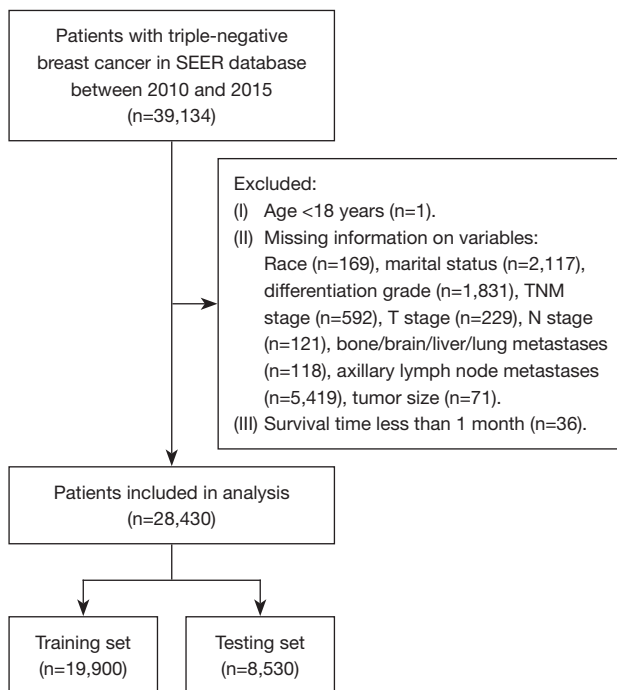 Patients with triple-negative
breast cancer in SEER database
between 2010 and 2015
(n=39,134)
Excluded:
(I) Age <18 years (n=1).
(II) Missing information on variables:
Race (n=169), marital status (n=2,117),
differentiation grade (n=1,831), TNM
stage (n=592), T stage (n=229), N stage
(n=121), bone/brain/liver/lung metastases
(n=118), axillary lymph node metastases
(n=5,419), tumor size (n=71).
(III) Survival time less than 1 month (n=36).
Patients included in analysis
(n=28,430)
Training set
(n=19,900)
Testing set
(n=8,530)